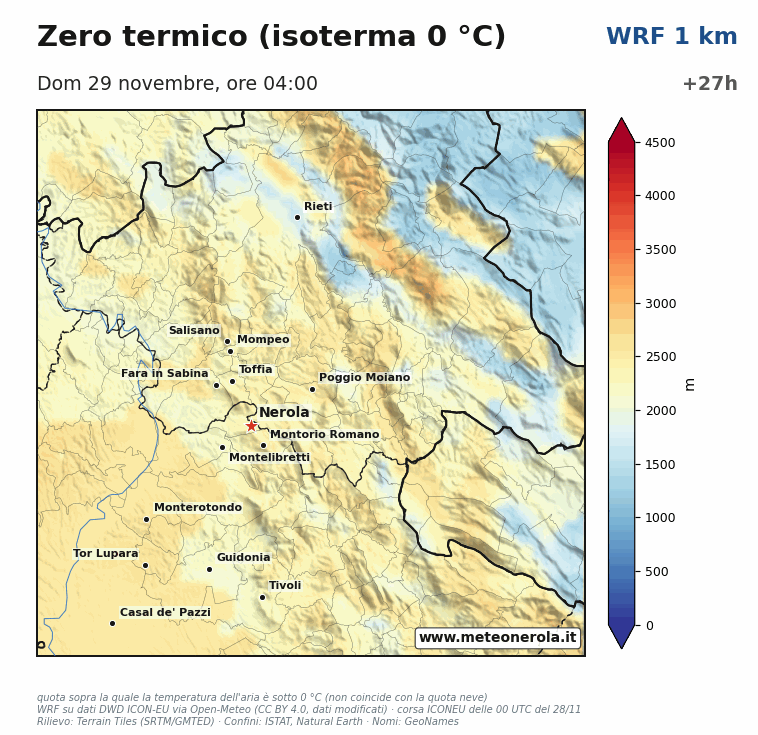 Zero termico (isoterma 0 °C)
WRF 1 km
Dom 29 novembre, ore 04:00
+27h
Rieti
Salisano
Mompeo
Toffia
Fara in Sabina
Poggio Moiano
Nerola
Montorio Romano
Montelibretti
Monterotondo
Tor Lupara
Guidonia
Tivoli
Casal de' Pazzi
www.meteonerola.it
4500
4000
3500
3000
2500
2000
1500
1000
500
0
m
quota sopra la quale la temperatura dell'aria è sotto 0 °C (non coincide con la quota neve)
WRF su dati DWD ICON-EU via Open-Meteo (CC BY 4.0, dati modificati) · corsa ICONEU delle 00 UTC del 28/11
Rilievo: Terrain Tiles (SRTM/GMTED) · Confini: ISTAT, Natural Earth · Nomi: GeoNames